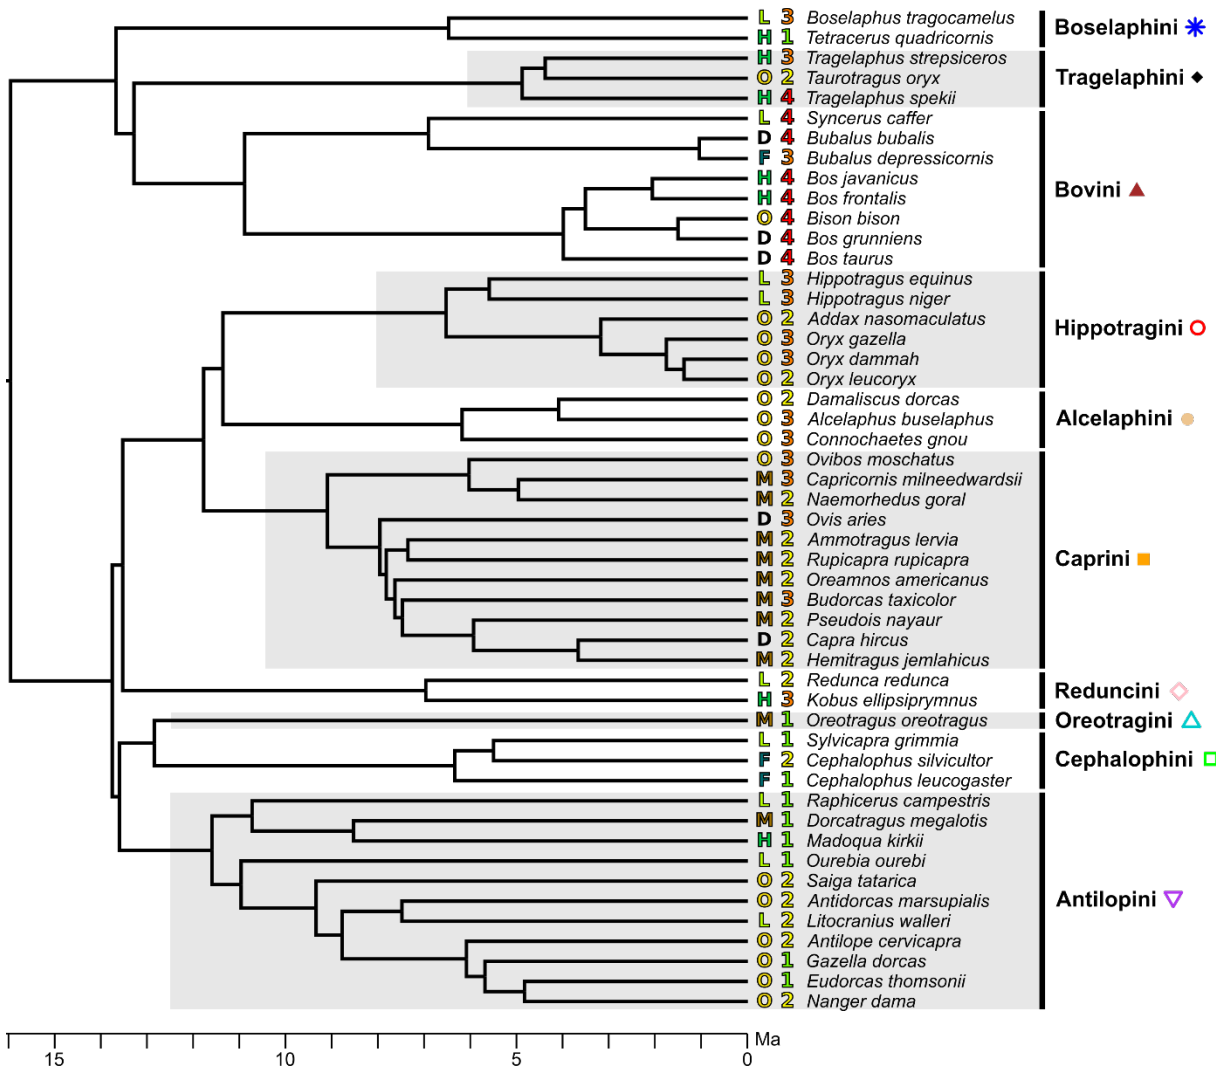 L 3 Boselaphus tragocamelus
H 1 Tetracerus quadricornis
Boselaphini
H 3 Tragelaphus strepsiceros
O 2 Taurotragus oryx
H 4 Tragelaphus spekii
Tragelaphini
L 4 Syncerus caffer
D 4 Bubalus bubalis
F 3 Bubalus depressicornis
H 4 Bos javanicus
H 4 Bos frontalis
O 4 Bison bison
D 4 Bos grunniens
D 4 Bos taurus
Bovini
L 3 Hippotragus equinus
L 3 Hippotragus niger
O 2 Addax nasomaculatus
O 3 Oryx gazella
O 3 Oryx dammah
O 2 Oryx leucoryx
Hippotragini
O 2 Damaliscus dorcas
O 3 Alcelaphus buselaphus
O 3 Connochaetes gnou
Alcelaphini
O 3 Ovibos moschatus
M 3 Capricornis milneedwardsii
M 2 Naemorhedus goral
D 3 Ovis aries
M 2 Ammotragus lervia
M 2 Rupicapra rupicapra
M 2 Oreamnos americanus
M 3 Budorcas taxicolor
M 2 Pseudois nayaur
D 2 Capra hircus
M 2 Hemitragus jemlahicus
Caprini
L 2 Redunca redunca
H 3 Kobus ellipsiprymnus
Reduncini
M 1 Oreotragus oreotragus
Oreotragini
L 1 Sylvicapra grimmia
F 2 Cephalophus silvicultor
F 1 Cephalophus leucogaster
Cephalophini
L 1 Raphicerus campestris
M 1 Dorcatragus megalotis
H 1 Madoqua kirkii
L 1 Ourebia ourebi
O 2 Saiga tatarica
O 2 Antidorcas marsupialis
L 2 Litocranius walleri
O 2 Antilope cervicapra
O 1 Gazella dorcas
O 1 Eudorcas thomsonii
O 2 Nanger dama
Antilopini
Ma
15 10 5 0